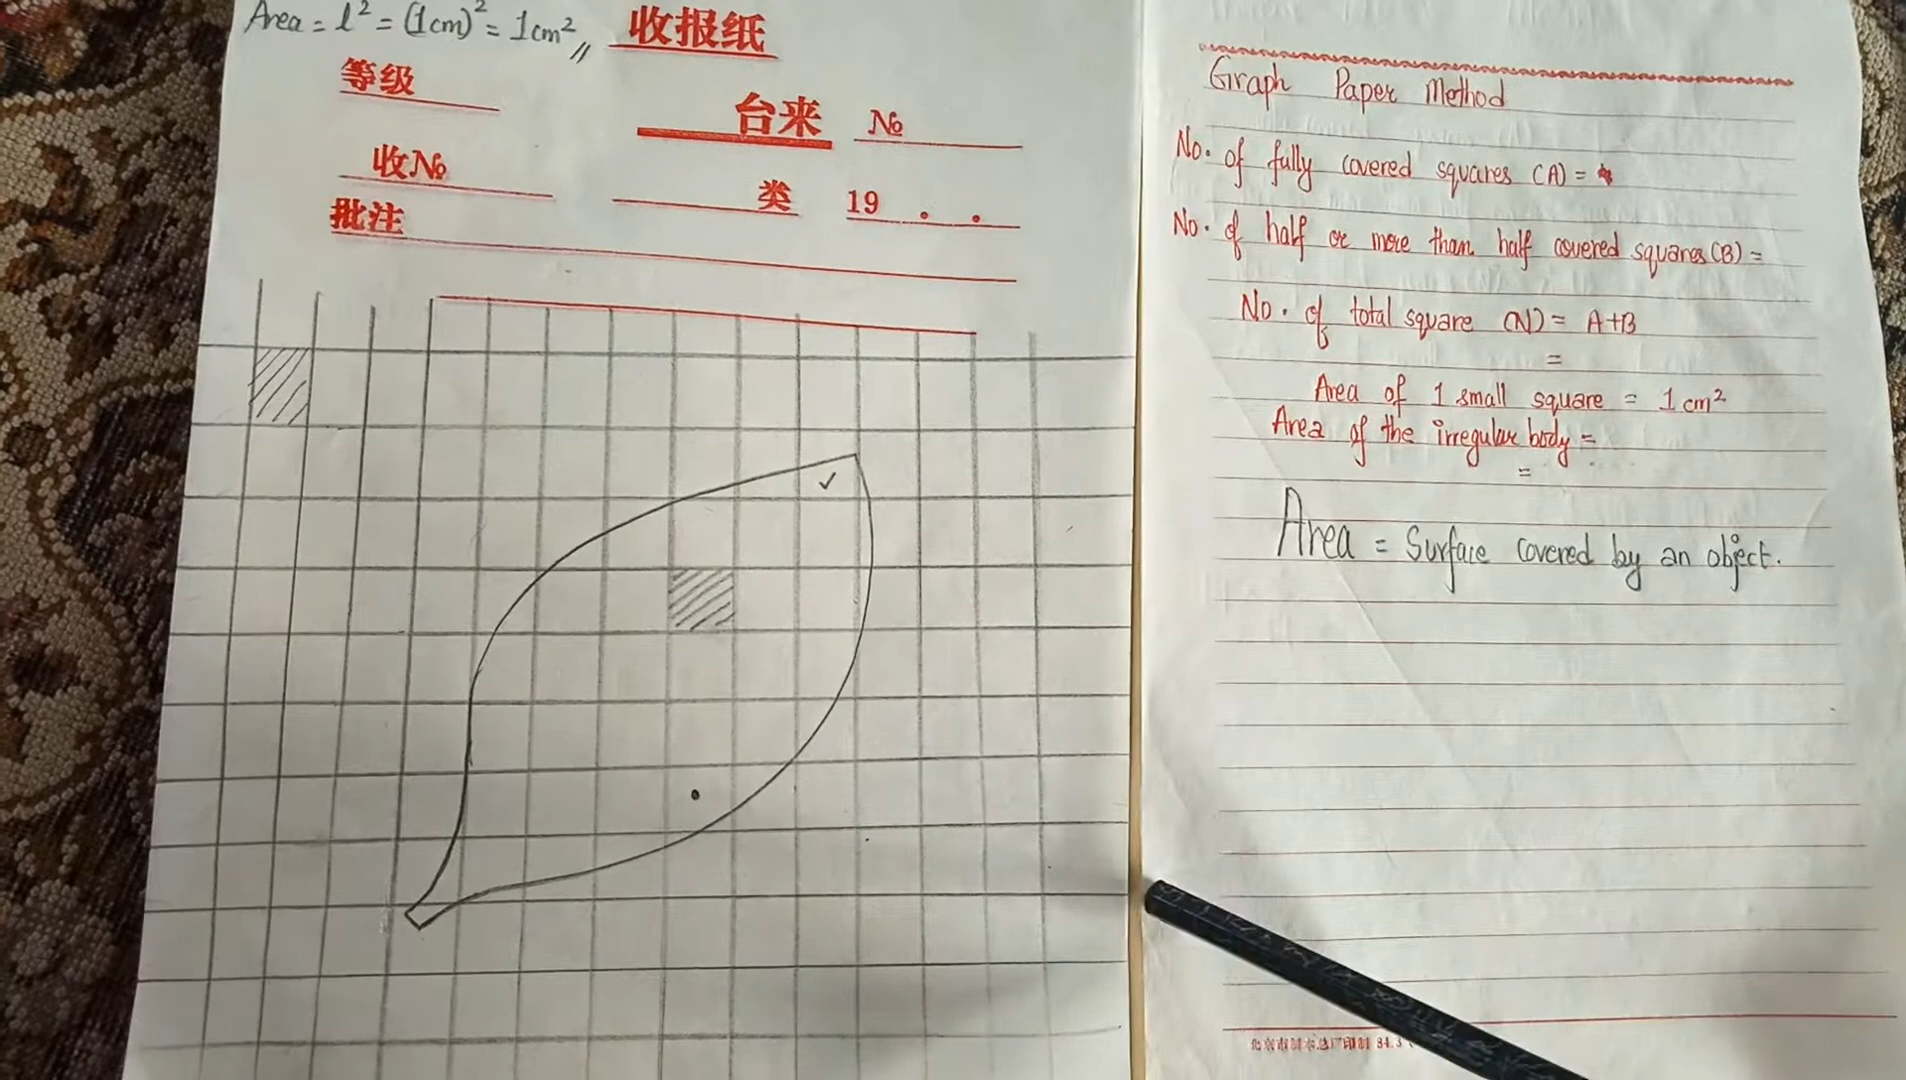 Area = l² = (1cm)² = 1cm²,,
收报纸
等级
台来 №
收№
类 19 . .
批注
Graph Paper Method
No. of fully covered squares (A) =
No. of half or more than half covered squares (B) =
No. of total square (N) = A+B
=
Area of 1 small square = 1 cm²
Area of the irregular body =
=
Area = Surface covered by an object.
84.3